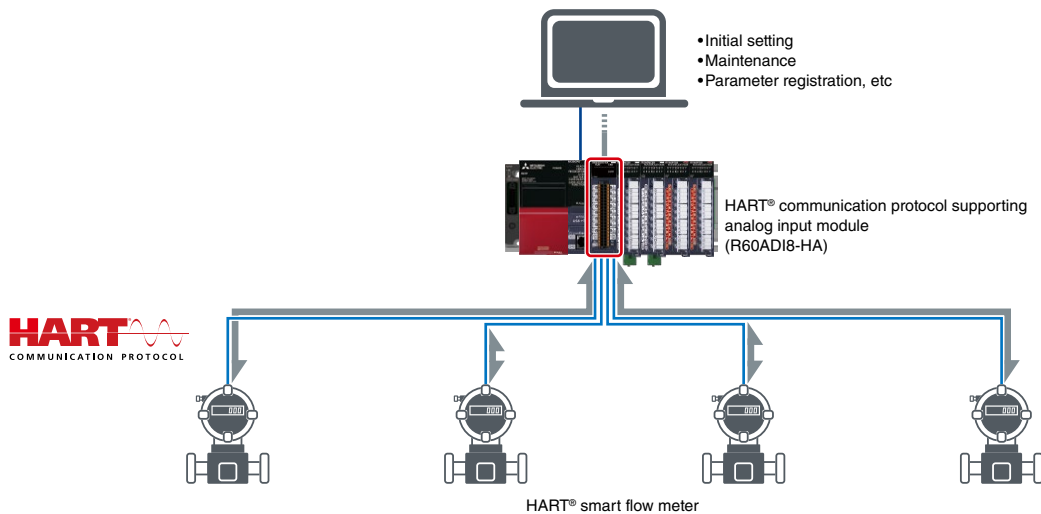 •Initial setting
•Maintenance
•Parameter registration, etc
HART® communication protocol supporting
analog input module
(R60ADI8-HA)
HART
COMMUNICATION PROTOCOL
HART® smart flow meter